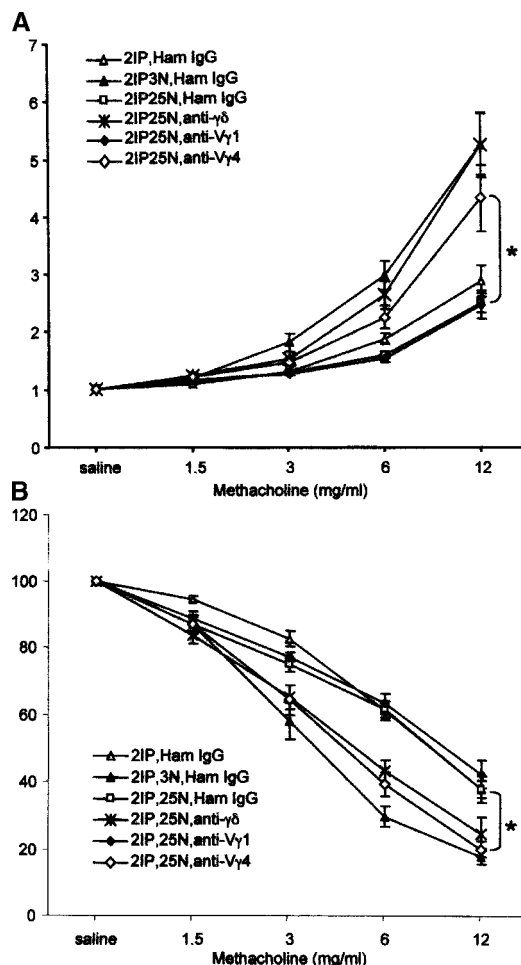 A
7
6
5
4
3
2
1
0
2IP,Ham IgG
2IP3N,Ham IgG
2IP25N,Ham IgG
2IP25N,anti-γδ
2IP25N,anti-Vγ1
2IP25N,anti-Vγ4
*
saline 1.5 3 6 12
Methacholine (mg/ml)
B
120
100
80
60
40
20
0
2IP,Ham IgG
2IP,3N,Ham IgG
2IP,25N,Ham IgG
2IP,25N,anti-γδ
2IP,25N,anti-Vγ1
2IP,25N,anti-Vγ4
*
saline 1.5 3 6 12
Methacholine (mg/ml)